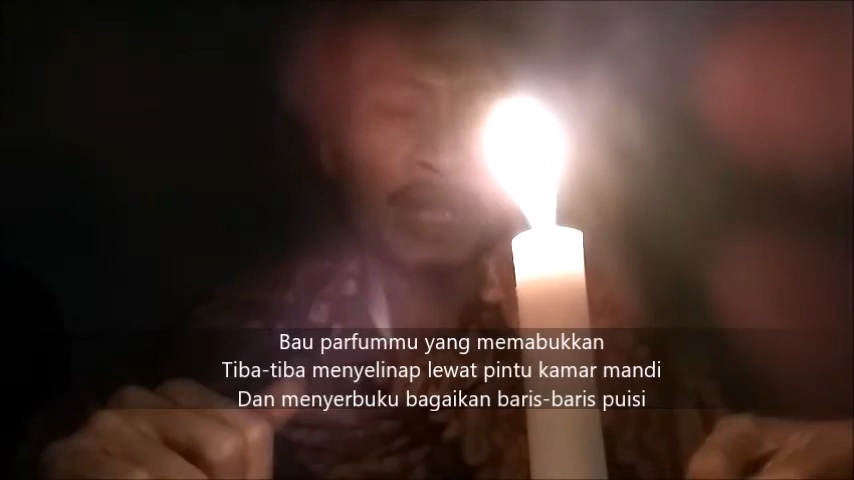 Bau parfummu yang memabukkan
Tiba-tiba menyelinap lewat pintu kamar mandi
Dan menyerbuku bagaikan baris-baris puisi